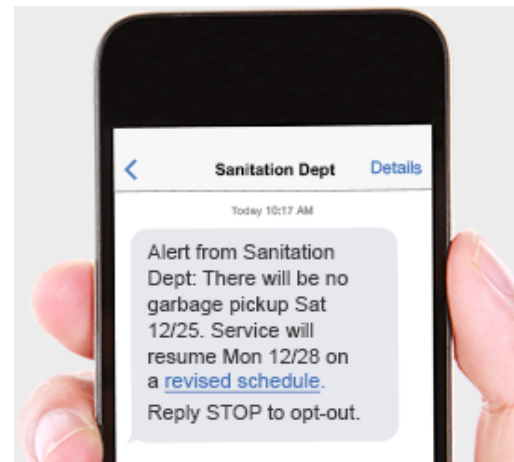 Sanitation Dept Details
Today 10:17 AM
Alert from Sanitation
Dept: There will be no
garbage pickup Sat
12/25. Service will
resume Mon 12/28 on
a revised schedule.
Reply STOP to opt-out.